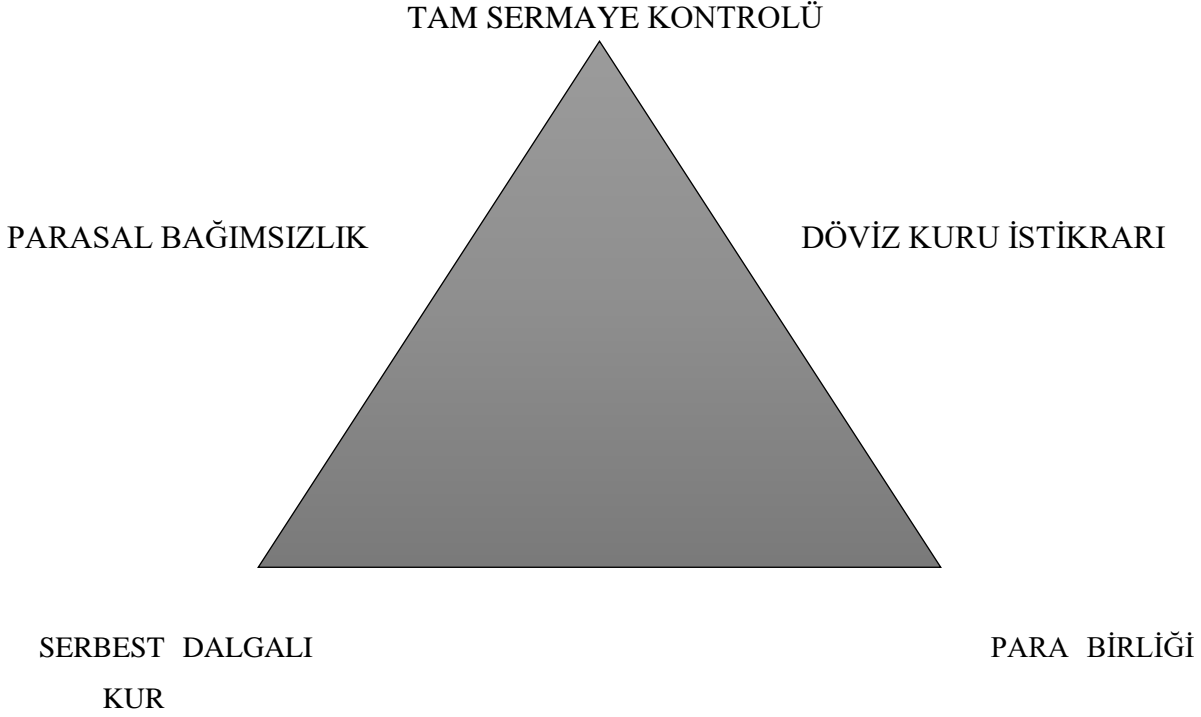 TAM SERMAYE KONTROLÜ
PARASAL BAĞIMSIZLIK
DÖVİZ KURU İSTİKRARI
SERBEST DALGALI
KUR
PARA BİRLİĞİ